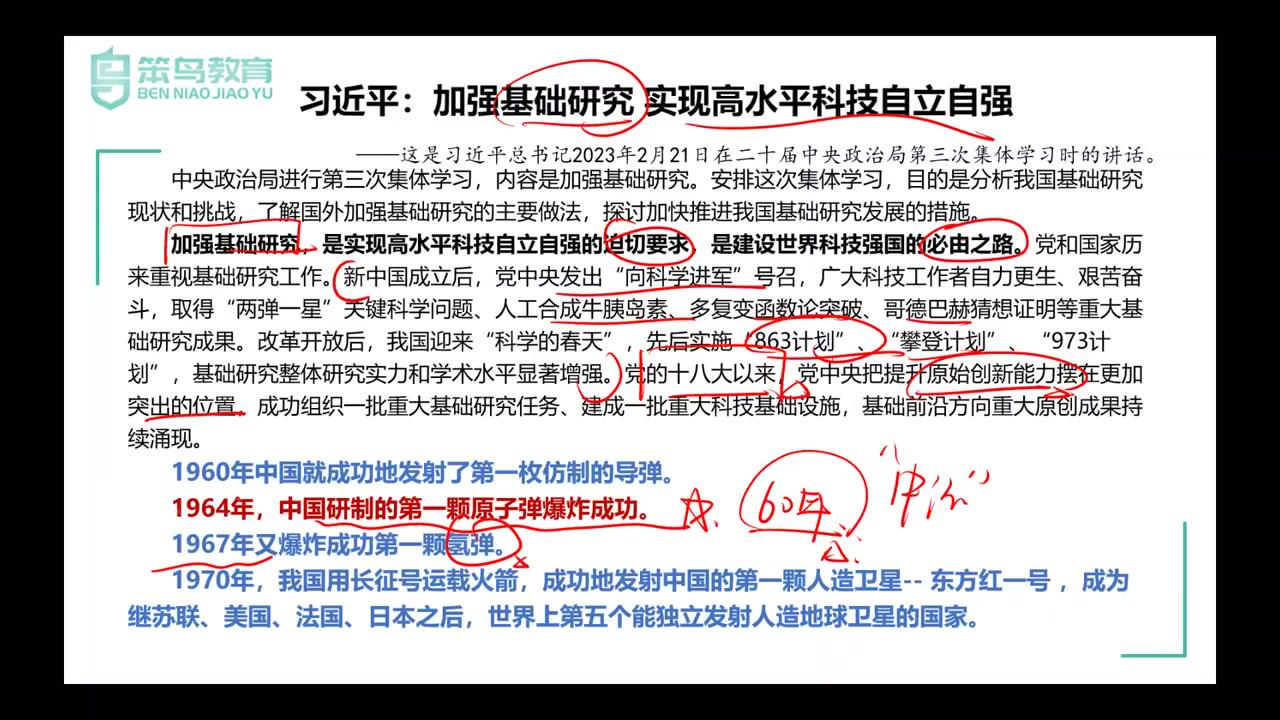 笨鸟教育
BEN NIAO JIAO YU
习近平：加强基础研究 实现高水平科技自立自强
——这是习近平总书记2023年2月21日在二十届中央政治局第三次集体学习时的讲话。
中央政治局进行第三次集体学习，内容是加强基础研究。安排这次集体学习，目的是分析我国基础研究
现状和挑战，了解国外加强基础研究的主要做法，探讨加快推进我国基础研究发展的措施。
加强基础研究，是实现高水平科技自立自强的迫切要求，是建设世界科技强国的必由之路。党和国家历
来重视基础研究工作。新中国成立后，党中央发出“向科学进军”号召，广大科技工作者自力更生、艰苦奋
斗，取得“两弹一星”关键科学问题、人工合成牛胰岛素、多复变函数论突破、哥德巴赫猜想证明等重大基
础研究成果。改革开放后，我国迎来“科学的春天”，先后实施“863计划”、“攀登计划”、“973计
划”，基础研究整体研究实力和学术水平显著增强。党的十八大以来，党中央把提升原始创新能力摆在更加
突出的位置，成功组织一批重大基础研究任务、建成一批重大科技基础设施，基础前沿方向重大原创成果持
续涌现。
1960年中国就成功地发射了第一枚仿制的导弹。
1964年，中国研制的第一颗原子弹爆炸成功。
60年
1967年又爆炸成功第一颗氢弹。
1970年，我国用长征号运载火箭，成功地发射中国的第一颗人造卫星-- 东方红一号 ，成为
继苏联、美国、法国、日本之后，世界上第五个能独立发射人造地球卫星的国家。